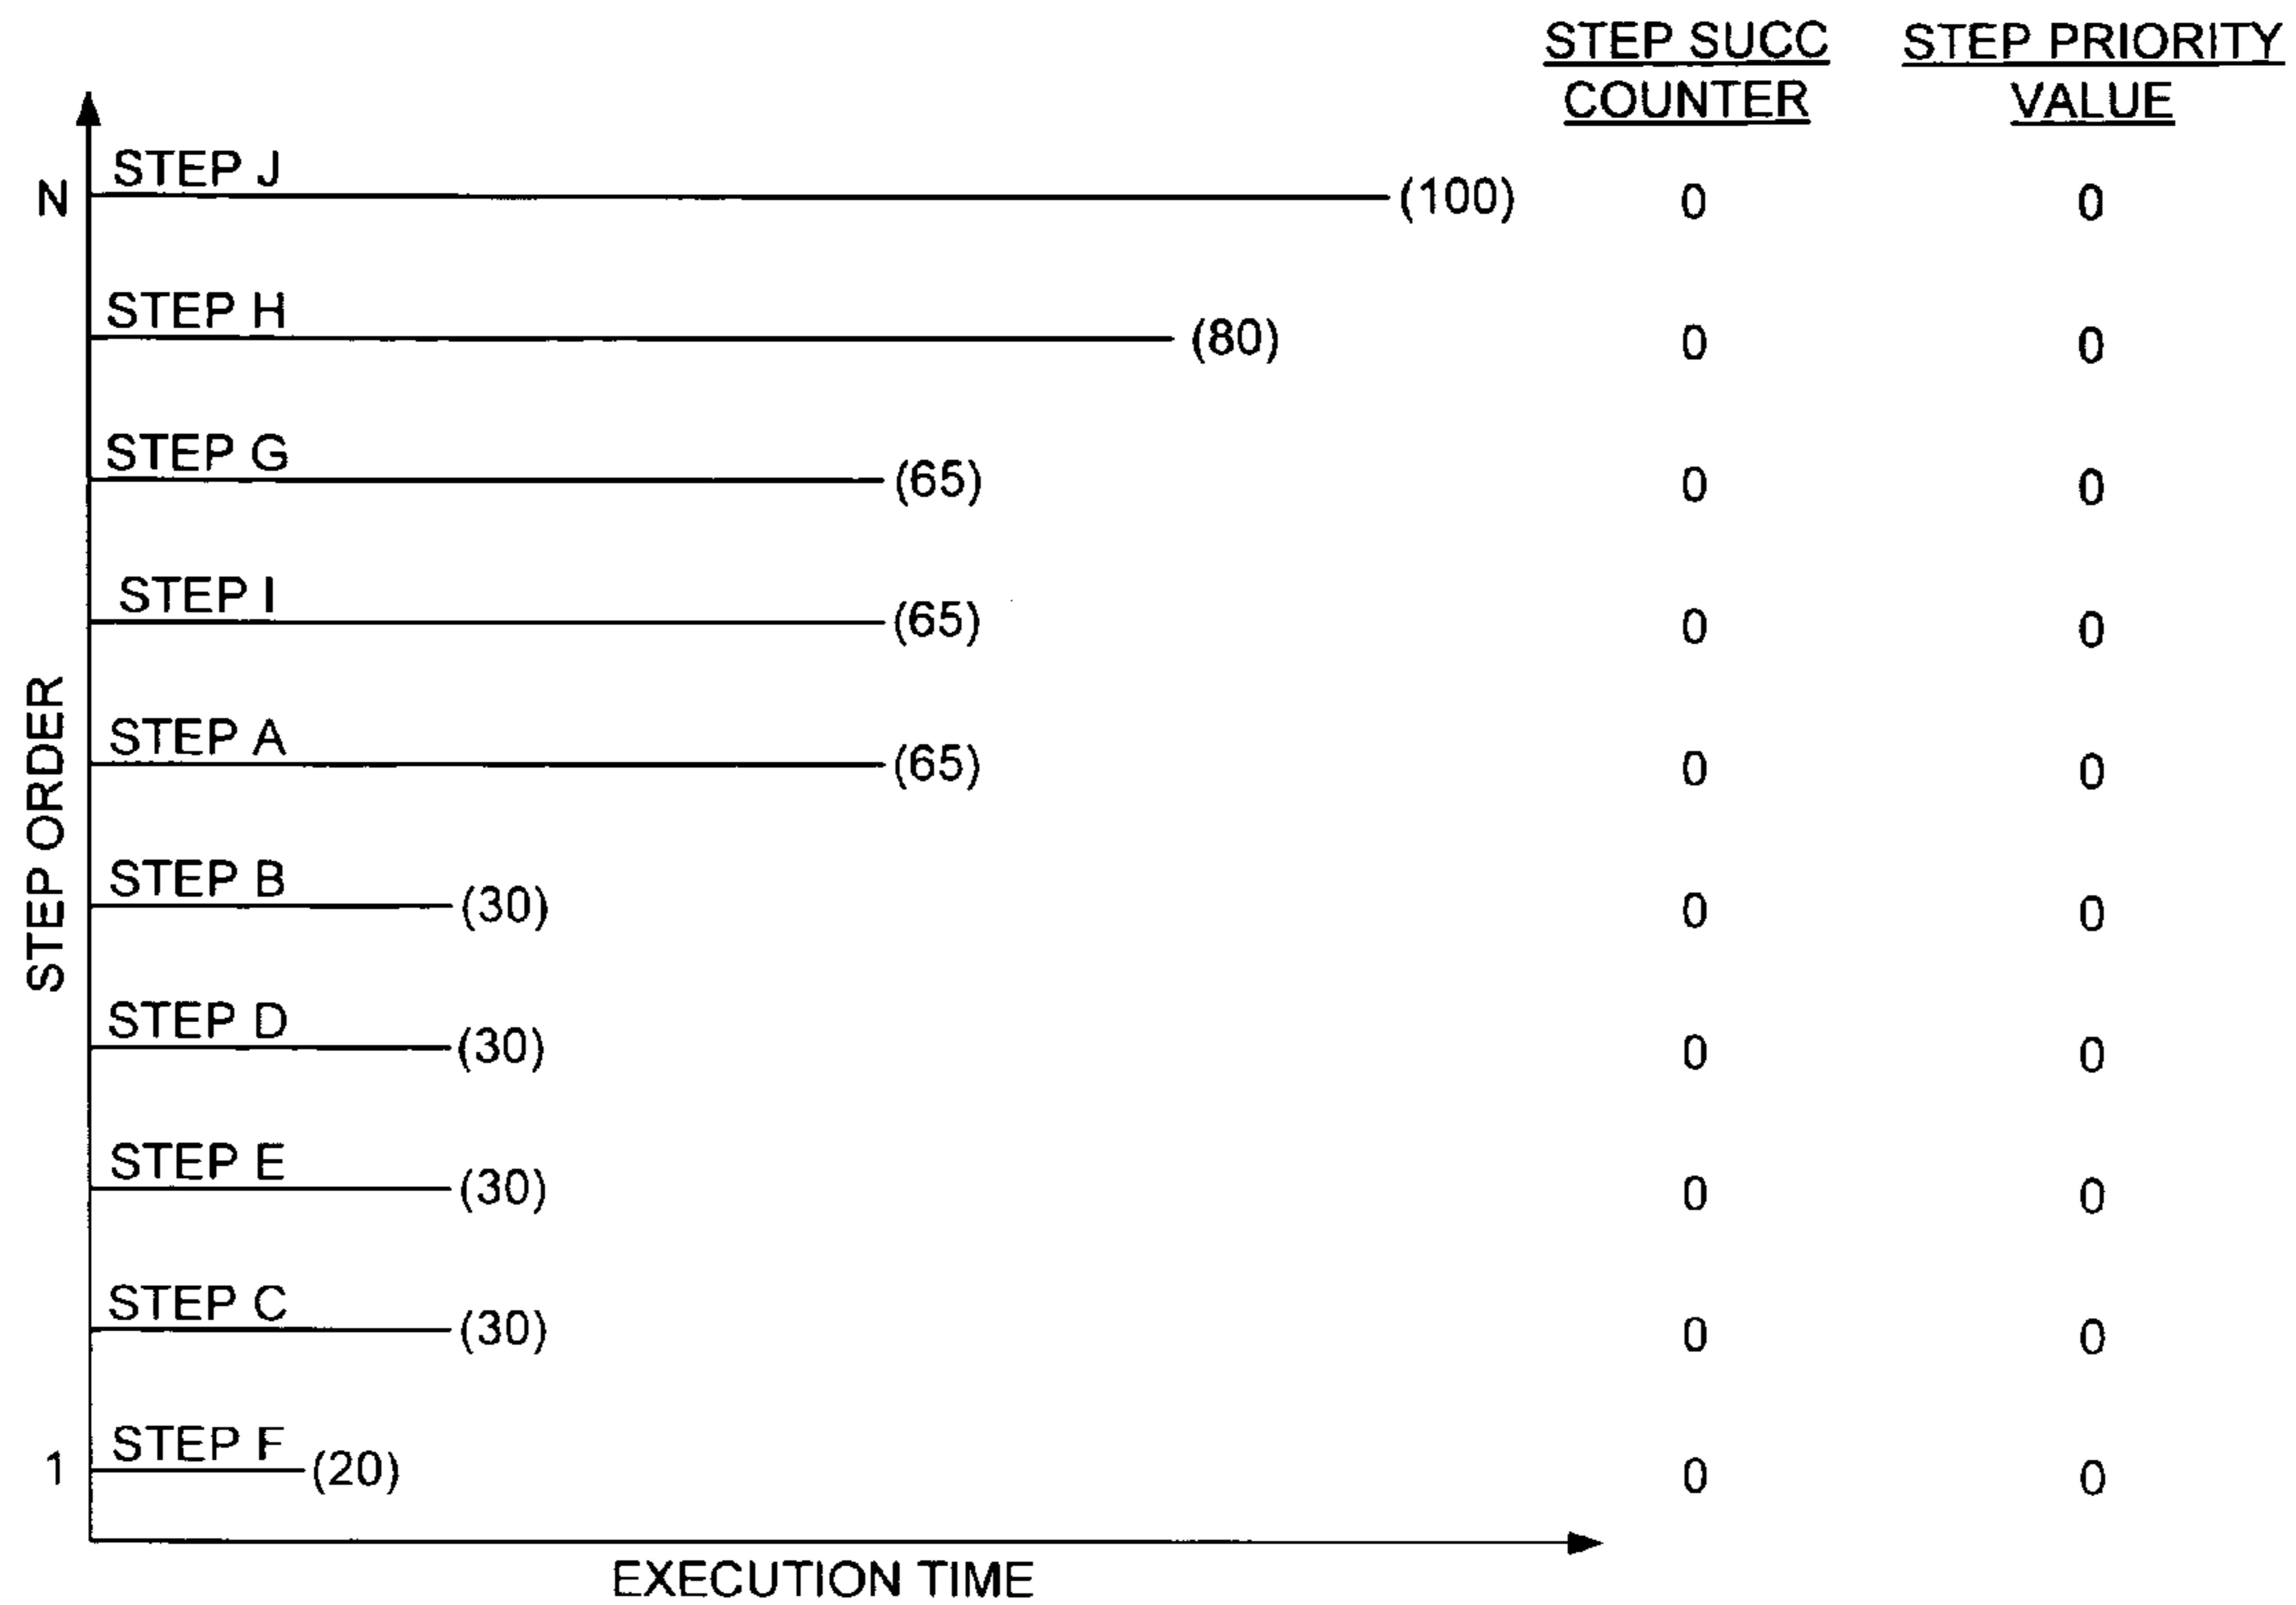 STEP SUCC STEP PRIORITY
COUNTER VALUE
STEP J
N (100) 0 0
STEP H
(80) 0 0
STEP G
(65) 0 0
STEP I
(65) 0 0
STEP A
(65) 0 0
STEP B
(30) 0 0
STEP D
(30) 0 0
STEP E
(30) 0 0
STEP C
(30) 0 0
STEP F
1 (20) 0 0
STEP ORDER
EXECUTION TIME